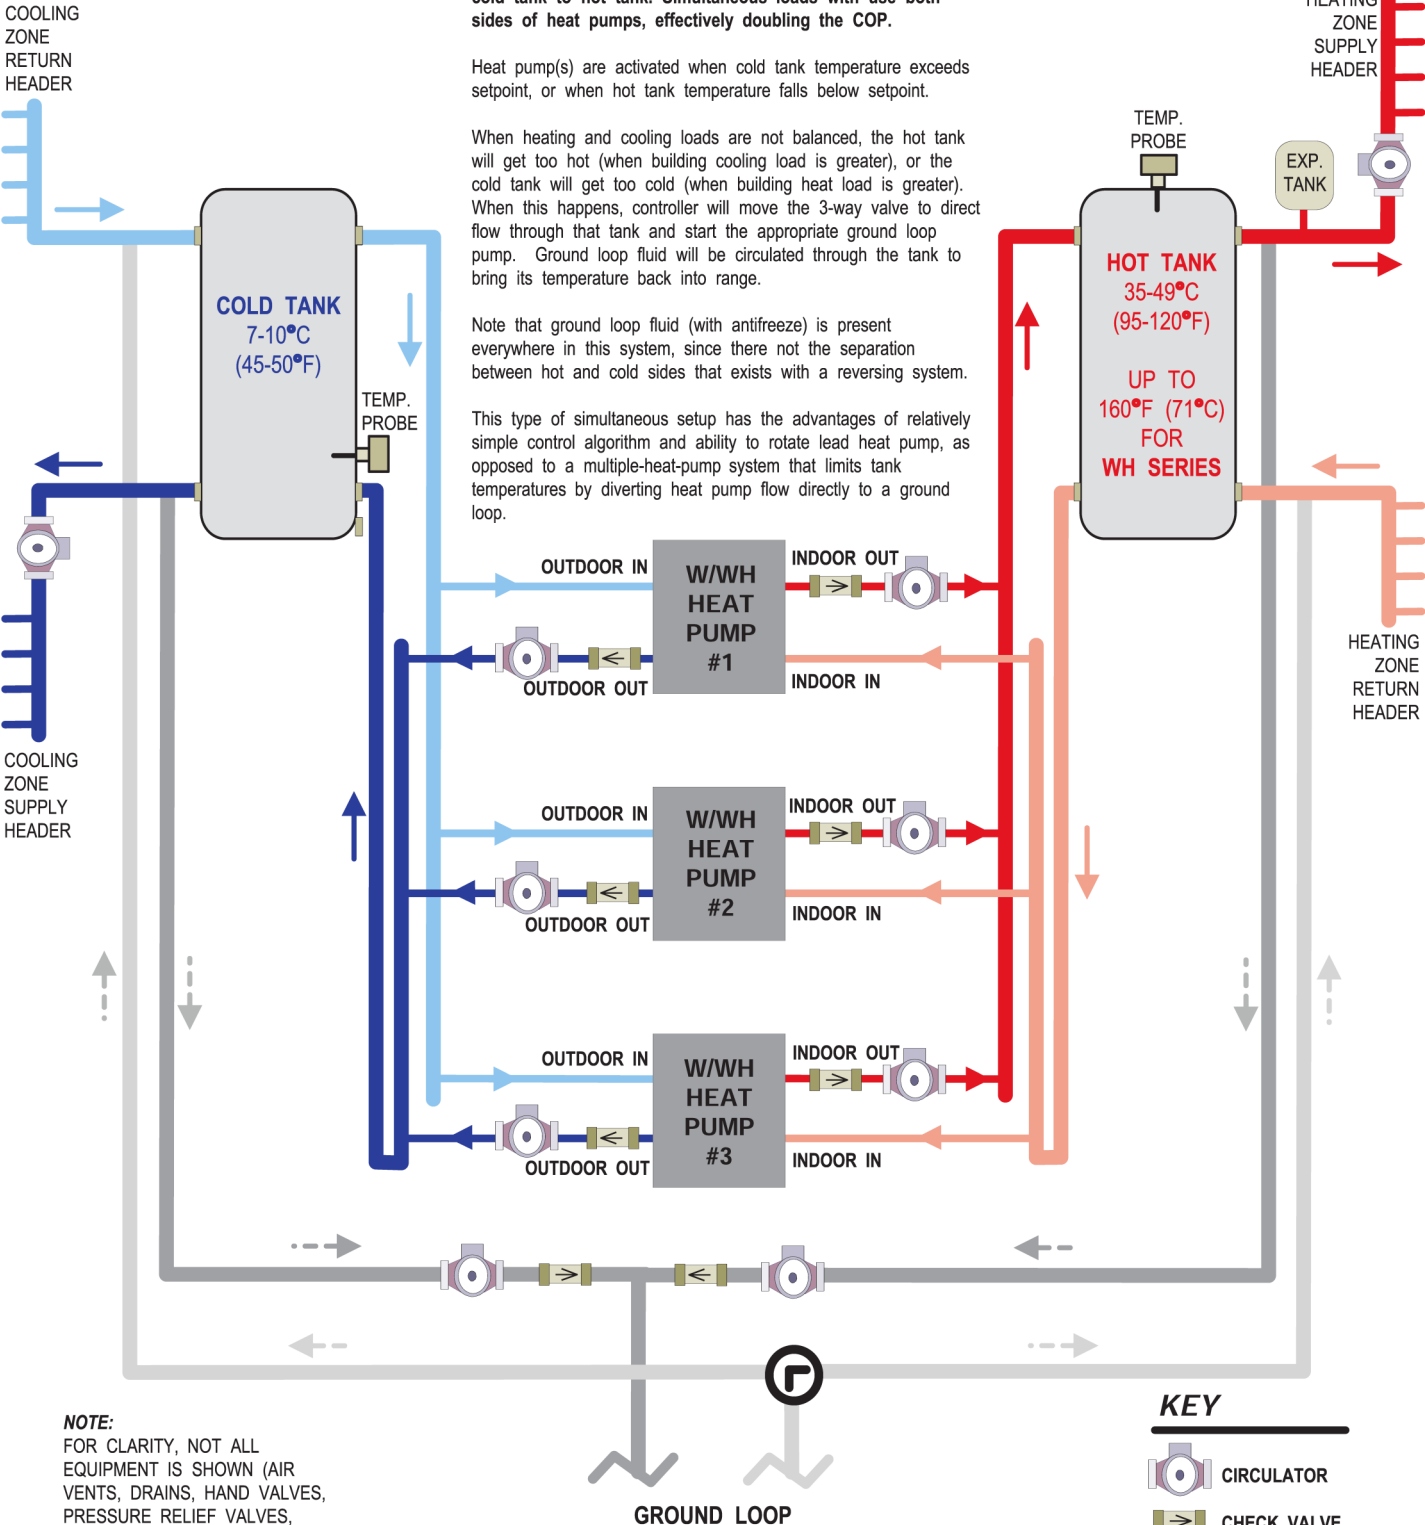 COOLING
ZONE
RETURN
HEADER
cold tank to hot tank. Simultaneous loads with use both
sides of heat pumps, effectively doubling the COP.
Heat pump(s) are activated when cold tank temperature exceeds
setpoint, or when hot tank temperature falls below setpoint.
When heating and cooling loads are not balanced, the hot tank
will get too hot (when building cooling load is greater), or the
cold tank will get too cold (when building heat load is greater).
When this happens, controller will move the 3-way valve to direct
flow through that tank and start the appropriate ground loop
pump. Ground loop fluid will be circulated through the tank to
bring its temperature back into range.
Note that ground loop fluid (with antifreeze) is present
everywhere in this system, since there not the separation
between hot and cold sides that exists with a reversing system.
This type of simultaneous setup has the advantages of relatively
simple control algorithm and ability to rotate lead heat pump, as
opposed to a multiple-heat-pump system that limits tank
temperatures by diverting heat pump flow directly to a ground
loop.
HEATING
ZONE
SUPPLY
HEADER
TEMP.
PROBE
EXP.
TANK
COLD TANK
7-10°C
(45-50°F)
TEMP.
PROBE
HOT TANK
35-49°C
(95-120°F)
UP TO
160°F (71°C)
FOR
WH SERIES
OUTDOOR IN
W/WH
HEAT
PUMP
#1
INDOOR OUT
OUTDOOR OUT
INDOOR IN
HEATING
ZONE
RETURN
HEADER
COOLING
ZONE
SUPPLY
HEADER
OUTDOOR IN
W/WH
HEAT
PUMP
#2
INDOOR OUT
OUTDOOR OUT
INDOOR IN
OUTDOOR IN
W/WH
HEAT
PUMP
#3
INDOOR OUT
OUTDOOR OUT
INDOOR IN
NOTE:
FOR CLARITY, NOT ALL
EQUIPMENT IS SHOWN (AIR
VENTS, DRAINS, HAND VALVES,
PRESSURE RELIEF VALVES,
GROUND LOOP
KEY
CIRCULATOR
CHECK VALVE